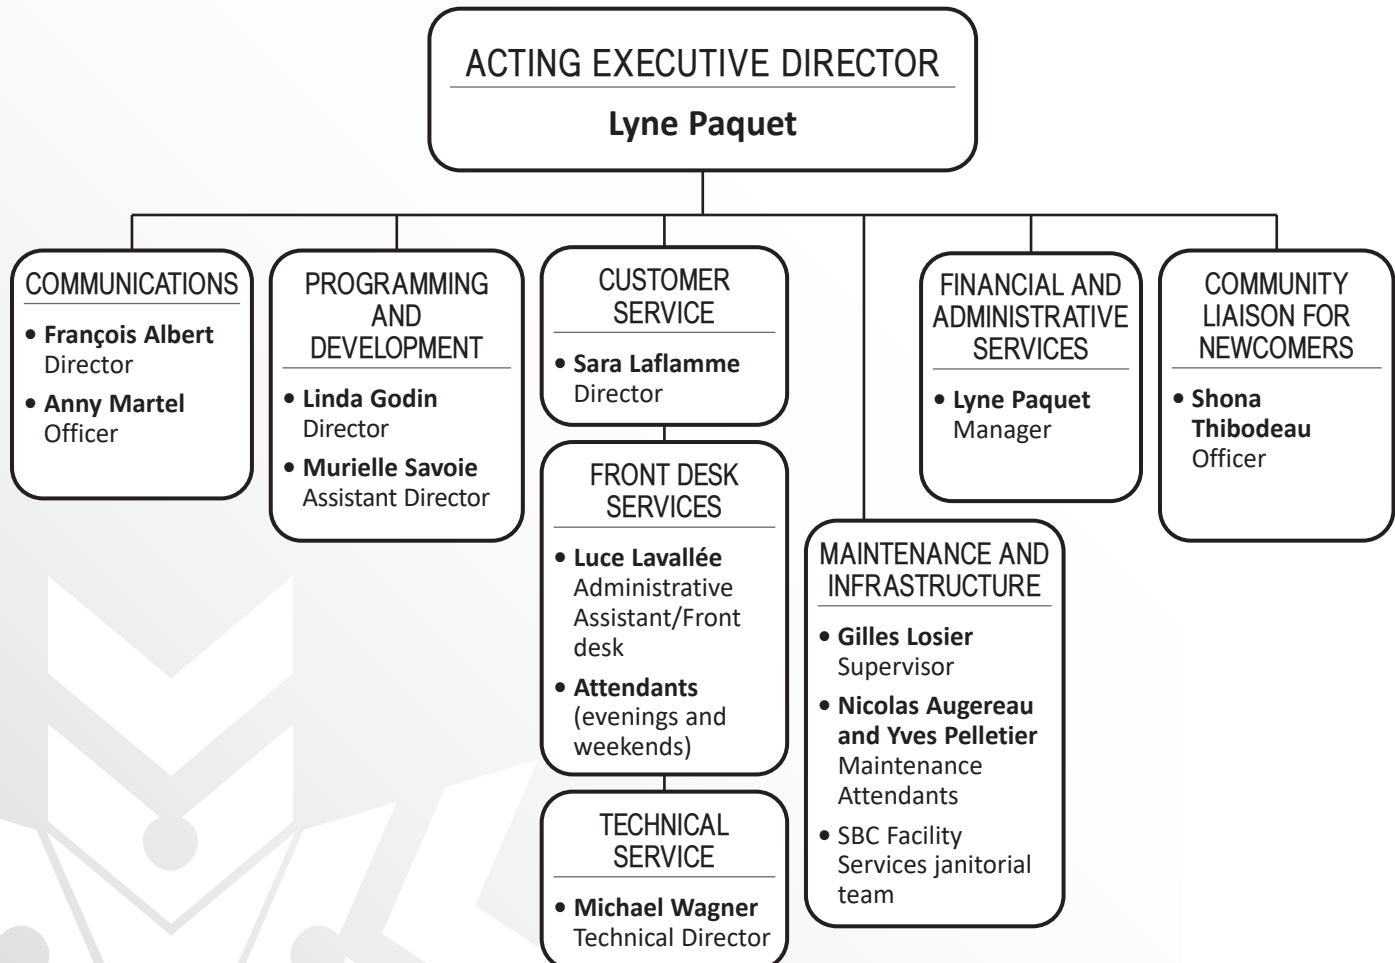 ACTING EXECUTIVE DIRECTOR
Lyne Paquet
COMMUNICATIONS
• François Albert
Director
• Anny Martel
Officer
PROGRAMMING
AND
DEVELOPMENT
• Linda Godin
Director
• Murielle Savoie
Assistant Director
CUSTOMER
SERVICE
• Sara Laflamme
Director
FRONT DESK
SERVICES
• Luce Lavallée
Administrative
Assistant/Front
desk
• Attendants
(evenings and
weekends)
TECHNICAL
SERVICE
• Michael Wagner
Technical Director
MAINTENANCE AND
INFRASTRUCTURE
• Gilles Losier
Supervisor
• Nicolas Augereau
and Yves Pelletier
Maintenance
Attendants
• SBC Facility
Services janitorial
team
FINANCIAL AND
ADMINISTRATIVE
SERVICES
• Lyne Paquet
Manager
COMMUNITY
LIAISON FOR
NEWCOMERS
• Shona
Thibodeau
Officer